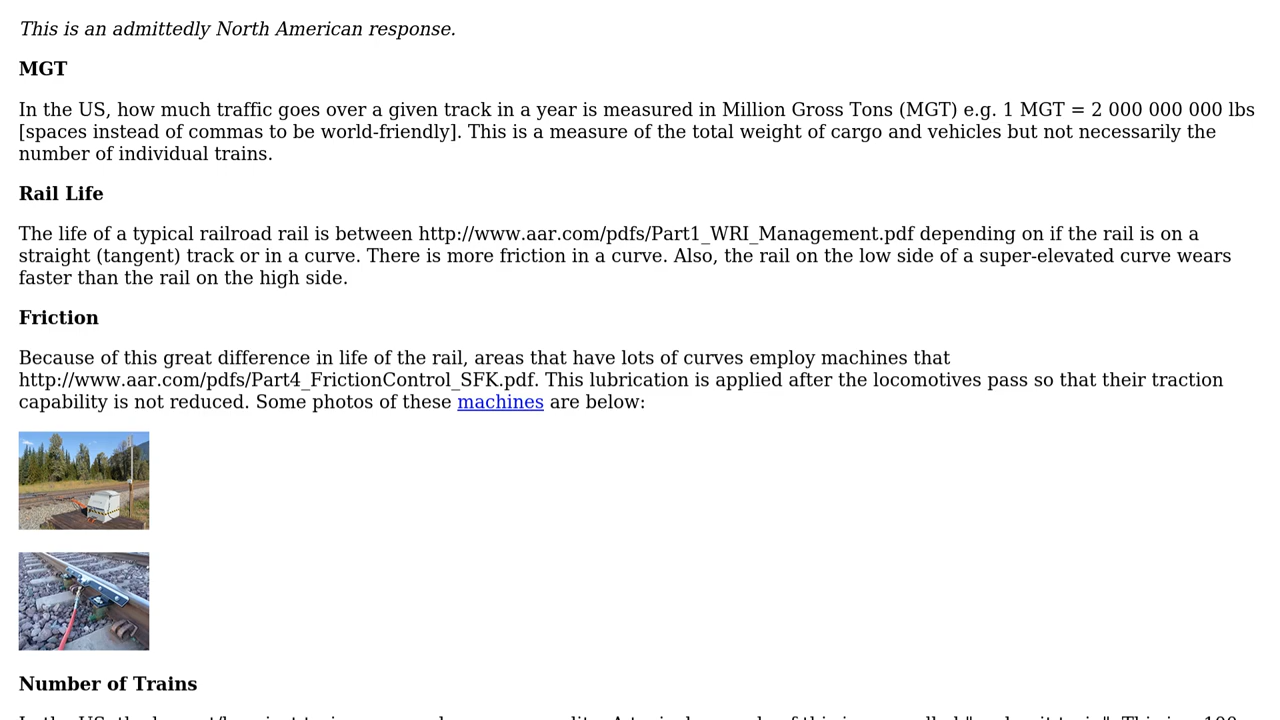 This is an admittedly North American response.
MGT
In the US, how much traffic goes over a given track in a year is measured in Million Gross Tons (MGT) e.g. 1 MGT = 2 000 000 000 lbs
[spaces instead of commas to be world-friendly]. This is a measure of the total weight of cargo and vehicles but not necessarily the
number of individual trains.
Rail Life
The life of a typical railroad rail is between http://www.aar.com/pdfs/Part1_WRI_Management.pdf depending on if the rail is on a
straight (tangent) track or in a curve. There is more friction in a curve. Also, the rail on the low side of a super-elevated curve wears
faster than the rail on the high side.
Friction
Because of this great difference in life of the rail, areas that have lots of curves employ machines that
http://www.aar.com/pdfs/Part4_FrictionControl_SFK.pdf. This lubrication is applied after the locomotives pass so that their traction
capability is not reduced. Some photos of these machines are below:
Number of Trains